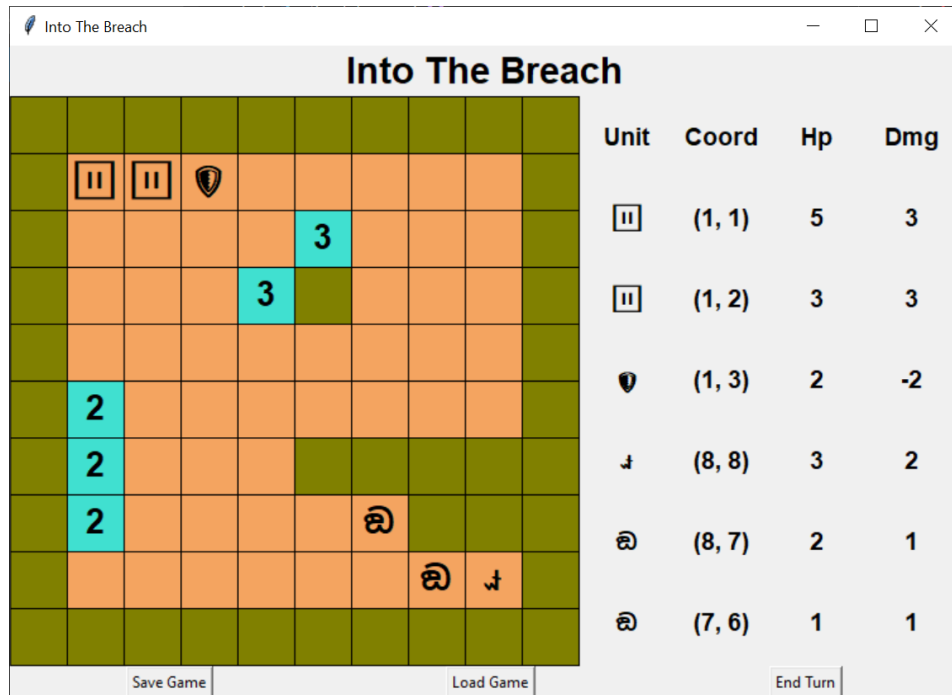 Into The Breach
Into The Breach
Unit Coord Hp Dmg
⏸ ⏸ 🛡
3
3
2
2
2 ඞ
ඞ
⏸ (1, 1) 5 3
⏸ (1, 2) 3 3
🛡 (1, 3) 2 -2
(8, 8) 3 2
ඞ (8, 7) 2 1
ඞ (7, 6) 1 1
Save Game Load Game End Turn